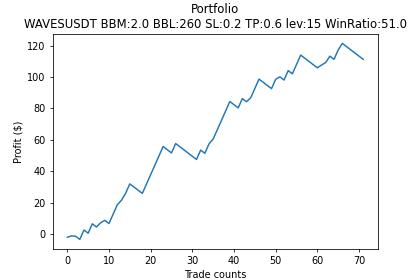 Portfolio
WAVESUSDT BBM:2.0 BBL:260 SL:0.2 TP:0.6 lev:15 WinRatio:51.0
120
100
80
60
40
20
0
Profit ($)
0 10 20 30 40 50 60 70
Trade counts